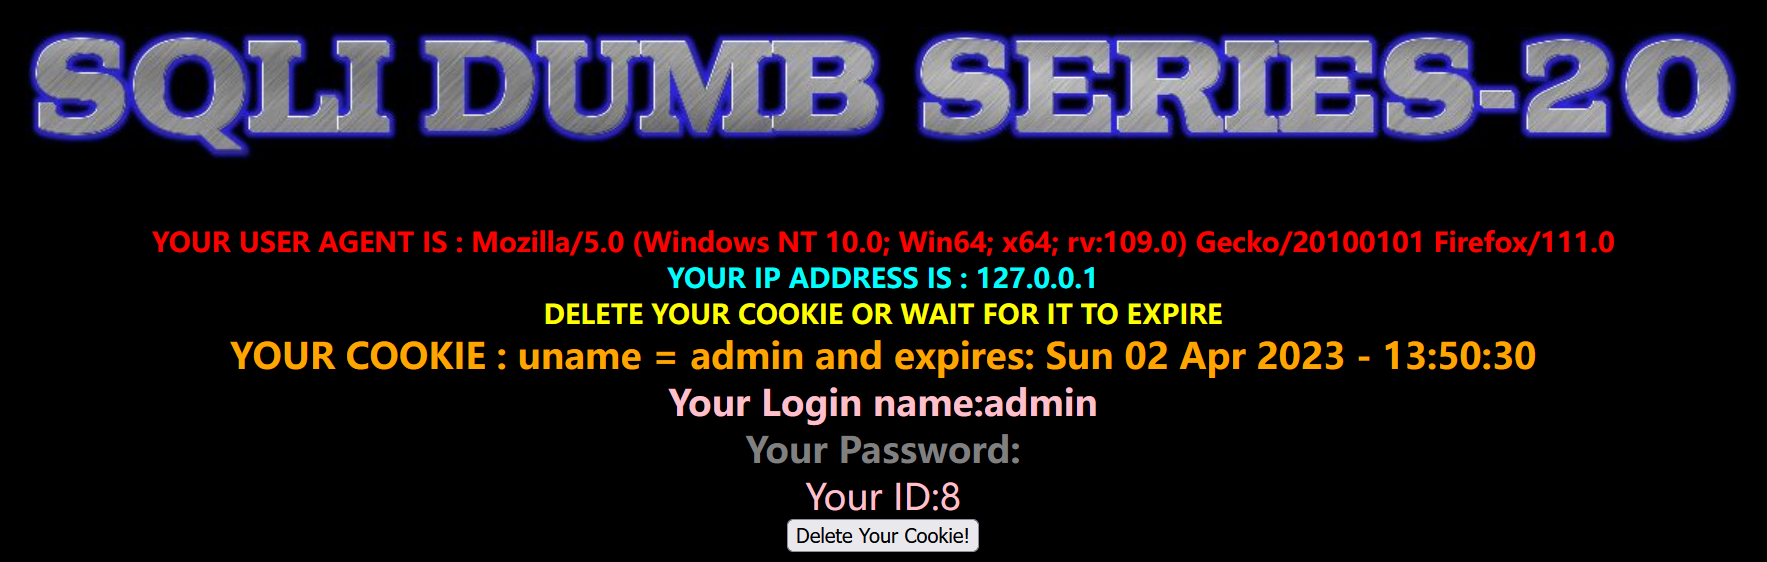 SQLI DUMB SERIES-20
YOUR USER AGENT IS : Mozilla/5.0 (Windows NT 10.0; Win64; x64; rv:109.0) Gecko/20100101 Firefox/111.0
YOUR IP ADDRESS IS : 127.0.0.1
DELETE YOUR COOKIE OR WAIT FOR IT TO EXPIRE
YOUR COOKIE : uname = admin and expires: Sun 02 Apr 2023 - 13:50:30
Your Login name:admin
Your Password:
Your ID:8
Delete Your Cookie!